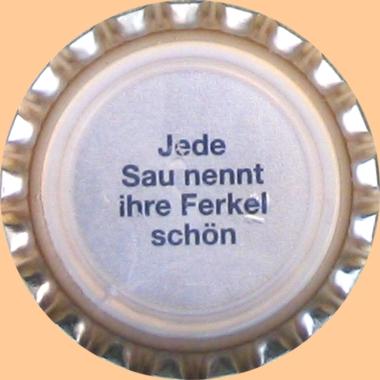 Jede
Sau nennt
ihre Ferkel
schön